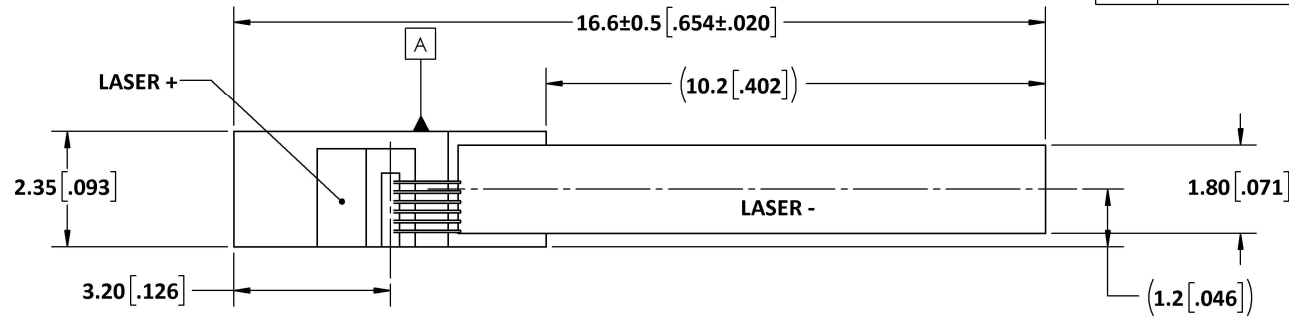 16.6±0.5[.654±.020]
A
LASER +
(10.2[.402])
2.35[.093]
1.80[.071]
LASER -
3.20[.126]
(1.2[.046])